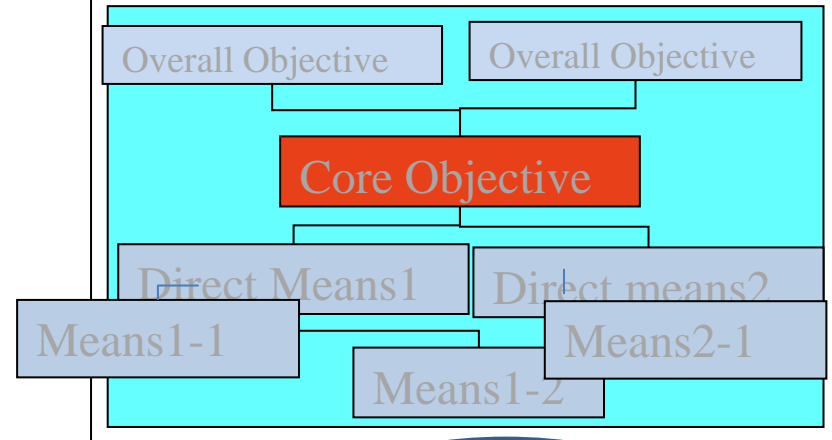 Overall Objective
Overall Objective
Core Objective
Direct Means1
Direct means2
Means1-1
Means2-1
Means1-2